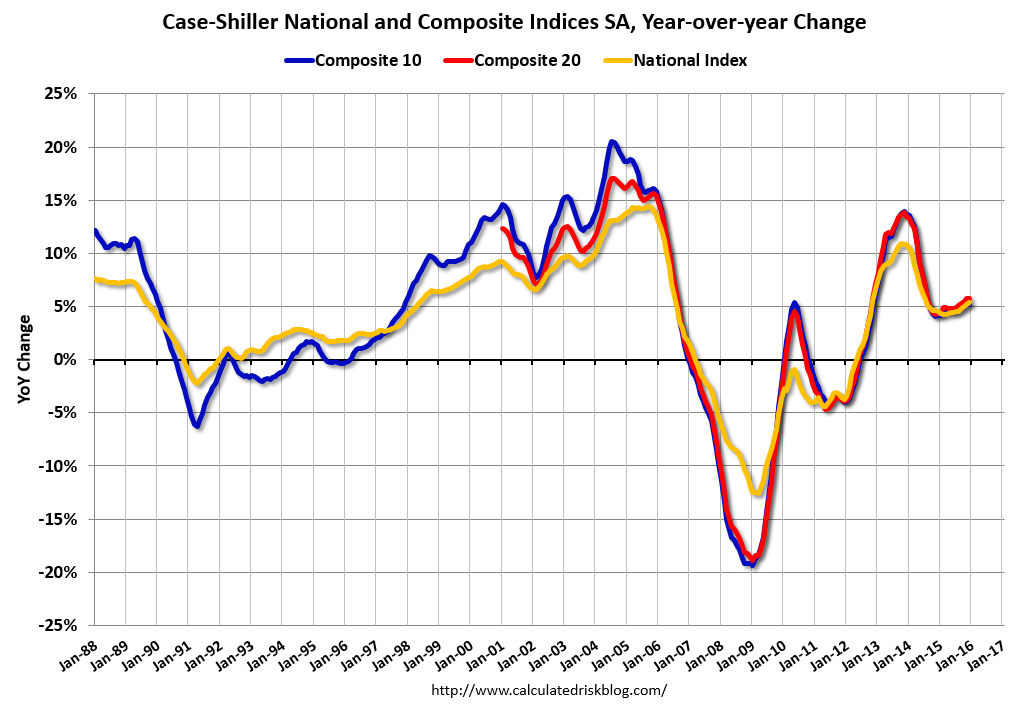 Case-Shiller National and Composite Indices SA, Year-over-year Change
Composite 10 Composite 20 National Index
25%
20%
15%
10%
5%
0%
-5%
-10%
-15%
-20%
-25%
YoY Change
Jan-88 Jan-89 Jan-90 Jan-91 Jan-92 Jan-93 Jan-94 Jan-95 Jan-96 Jan-97 Jan-98 Jan-99 Jan-00 Jan-01 Jan-02 Jan-03 Jan-04 Jan-05 Jan-06 Jan-07 Jan-08 Jan-09 Jan-10 Jan-11 Jan-12 Jan-13 Jan-14 Jan-15 Jan-16 Jan-17
http://www.calculatedriskblog.com/